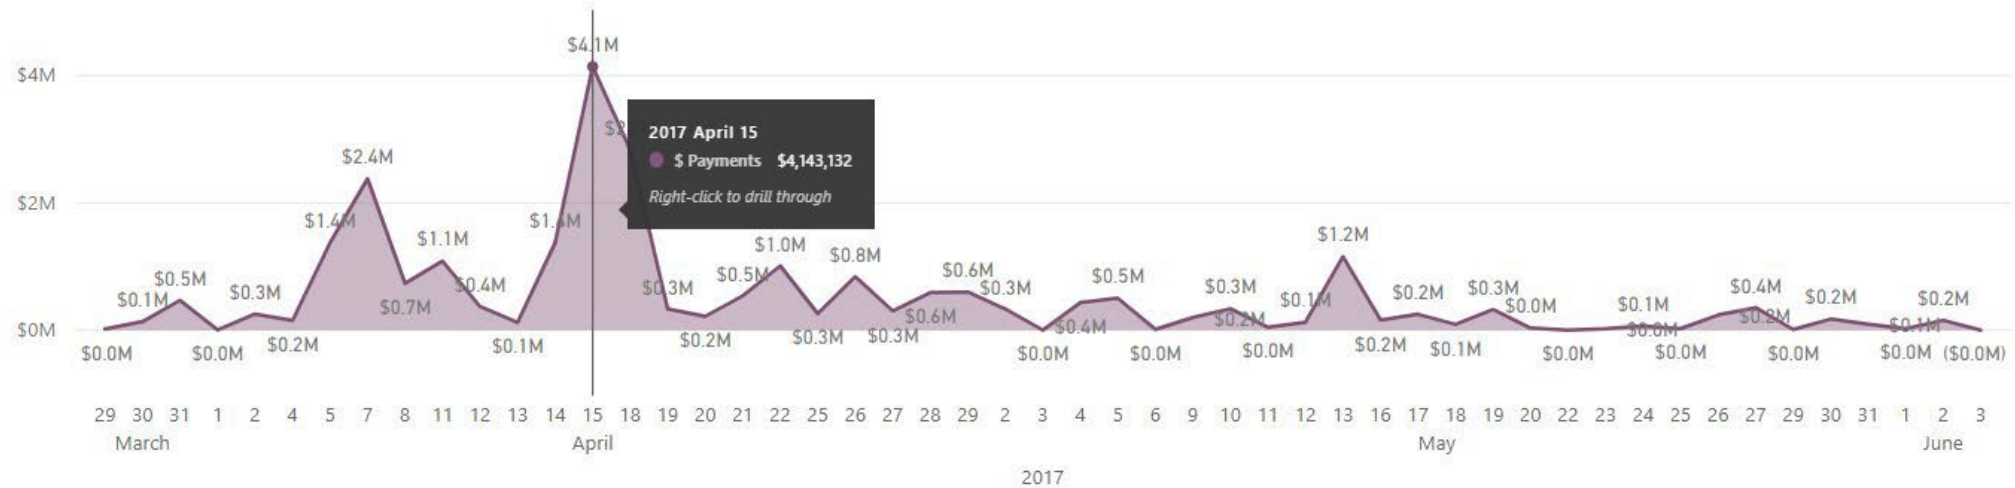 $4.1M
$4M
2017 April 15
$ Payments $4,143,132
Right-click to drill through
$2.4M
$2M
$1.4M
$1.4M
$1.1M
$1.0M
$1.2M
$0.8M
$0.1M $0.5M $0.3M $0.4M $0.3M $0.5M $0.6M $0.3M $0.5M $0.3M $0.1M $0.2M $0.3M $0.0M $0.1M $0.4M $0.2M $0.2M
$0.7M $0.6M $0.4M $0.2M $0.0M $0.2M $0.1M
$0M
$0.0M $0.0M $0.2M $0.1M $0.2M $0.3M $0.3M $0.0M $0.0M $0.0M $0.2M $0.1M $0.0M $0.0M $0.0M $0.0M ($0.0M)
29 30 31 1 2 4 5 7 8 11 12 13 14 15 18 19 20 21 22 25 26 27 28 29 2 3 4 5 6 9 10 11 12 13 16 17 18 19 20 22 23 24 25 26 27 29 30 31 1 2 3
March April May June
2017